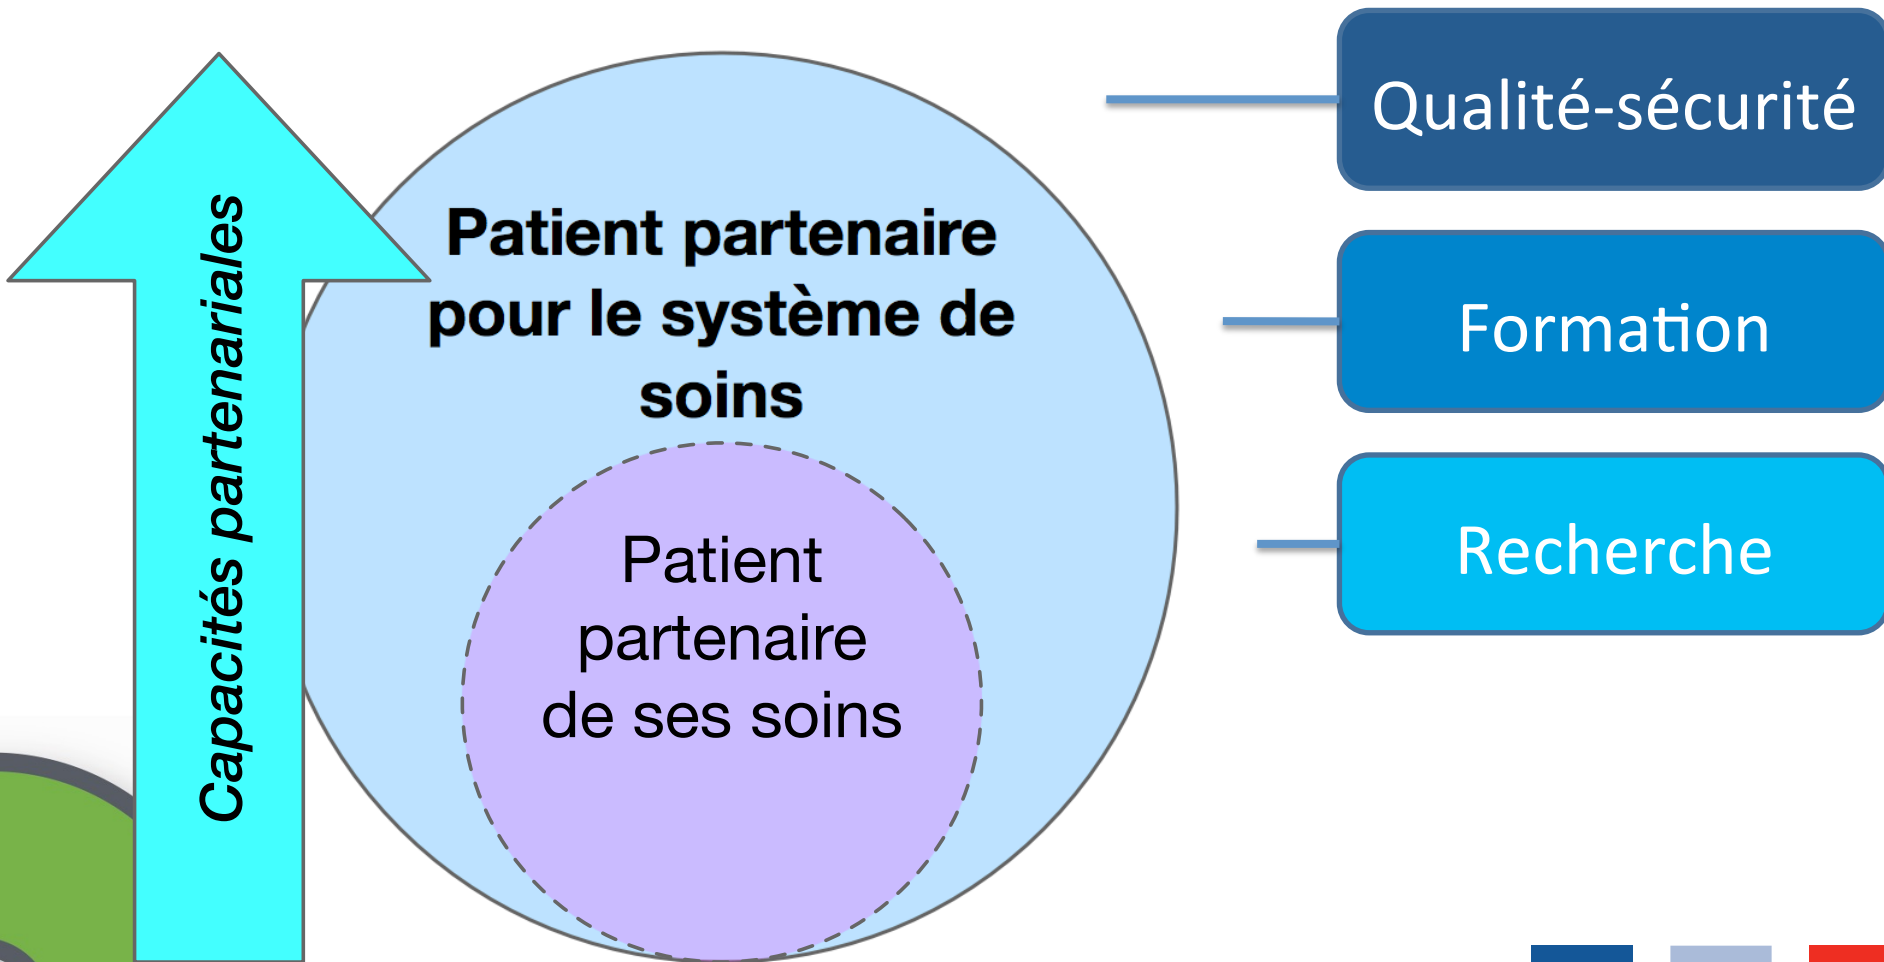 Capacités partenariales
Patient partenaire
pour le système de
soins
Patient
partenaire
de ses soins
Qualité-sécurité
Formation
Recherche